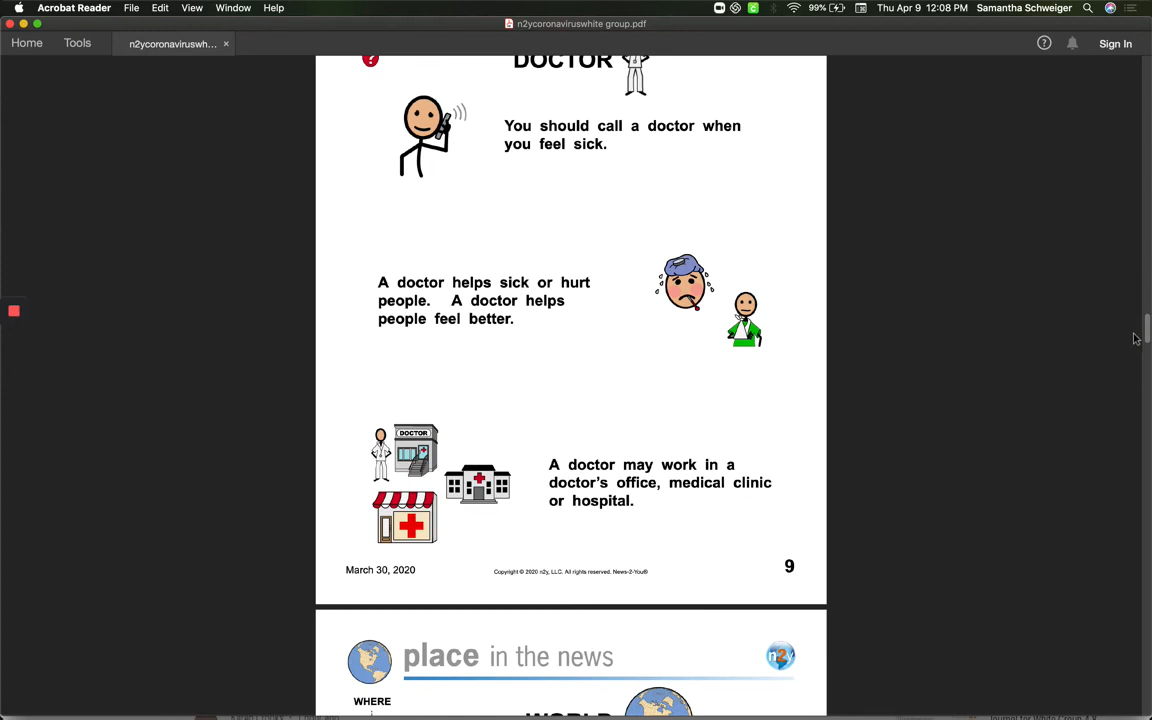 Acrobat Reader File Edit View Window Help 99% Thu Apr 9 12:08 PM Samantha Schweiger
n2ycoronaviruswhite group.pdf
Home Tools n2ycoronaviruswh... × Sign In
DOCTOR
You should call a doctor when
you feel sick.
A doctor helps sick or hurt
people. A doctor helps
people feel better.
DOCTOR
A doctor may work in a
doctor's office, medical clinic
or hospital.
March 30, 2020 Copyright © 2020 n2y, LLC. All rights reserved. News-2-You® 9
place in the news n2y
WHERE
WORLD